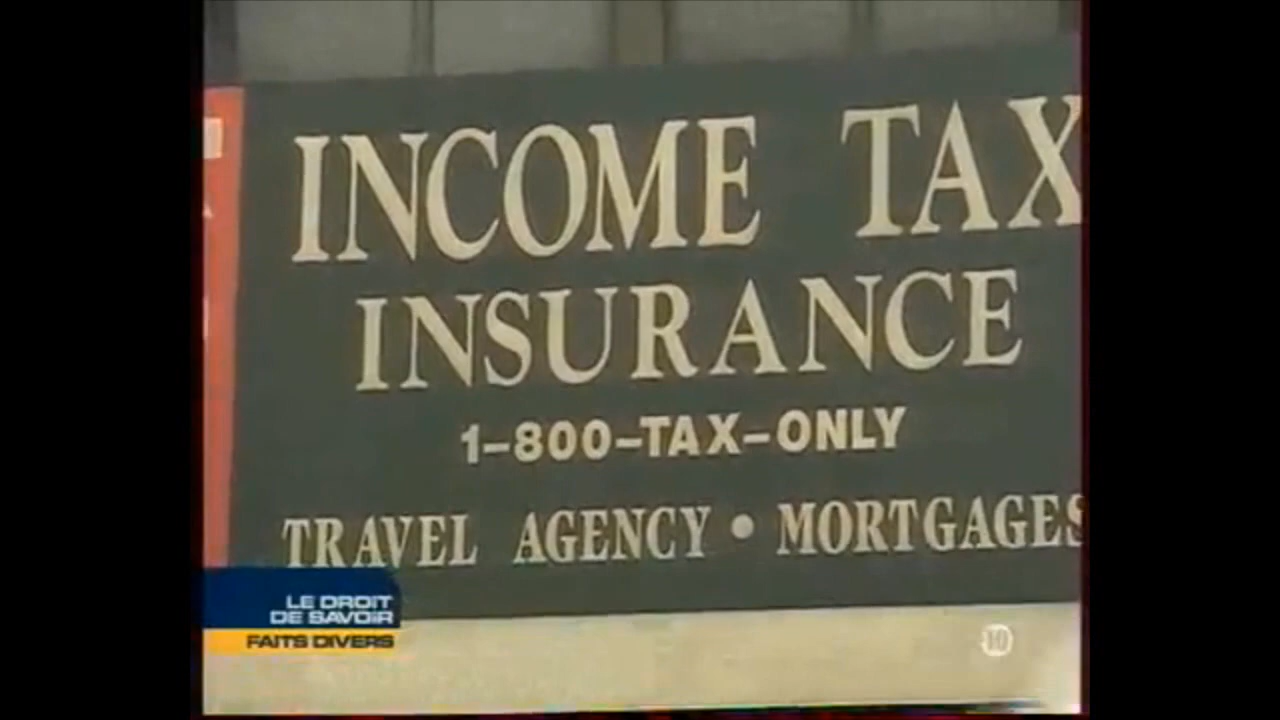 INCOME TAX
INSURANCE
1-800-TAX-ONLY
TRAVEL AGENCY • MORTGAGES
LE DROIT
DE SAVOIR
FAITS DIVERS
10